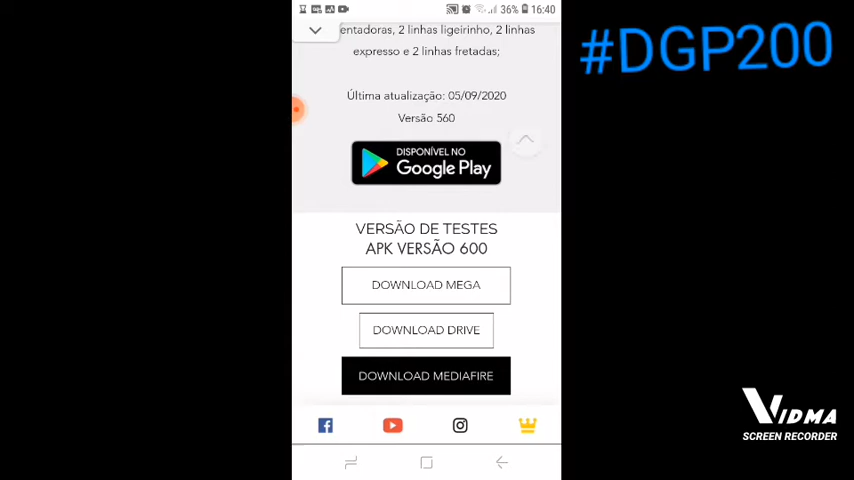 36% 16:40
#DGP200
entadoras, 2 linhas ligeirinho, 2 linhas
expresso e 2 linhas fretadas;
Última atualização: 05/09/2020
Versão 560
DISPONÍVEL NO
Google Play
VERSÃO DE TESTES
APK VERSÃO 600
DOWNLOAD MEGA
DOWNLOAD DRIVE
DOWNLOAD MEDIAFIRE
VIDMA
SCREEN RECORDER